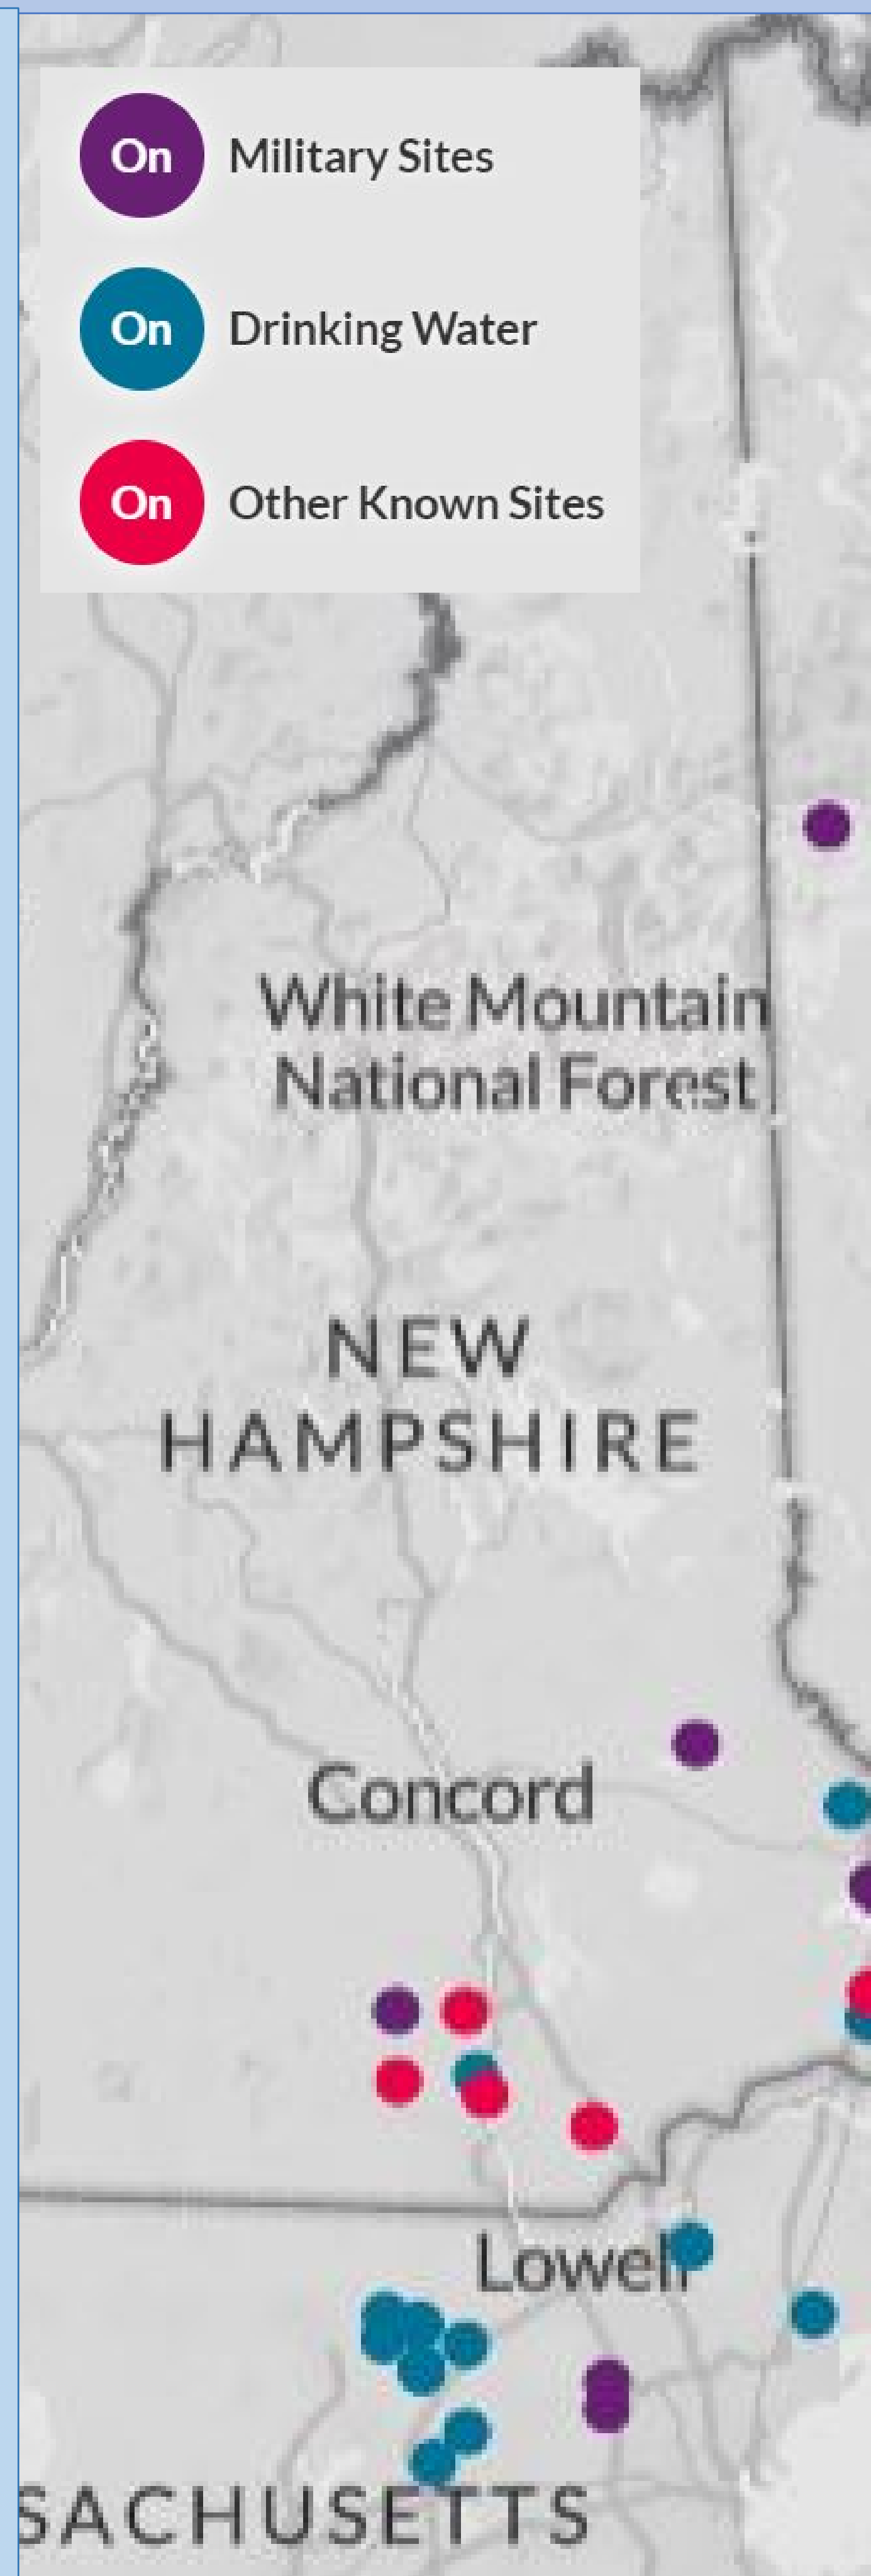 On Military Sites
On Drinking Water
On Other Known Sites
White Mountain
National Forest
NEW
HAMPSHIRE
Concord
Lowell
SACHUSETTS